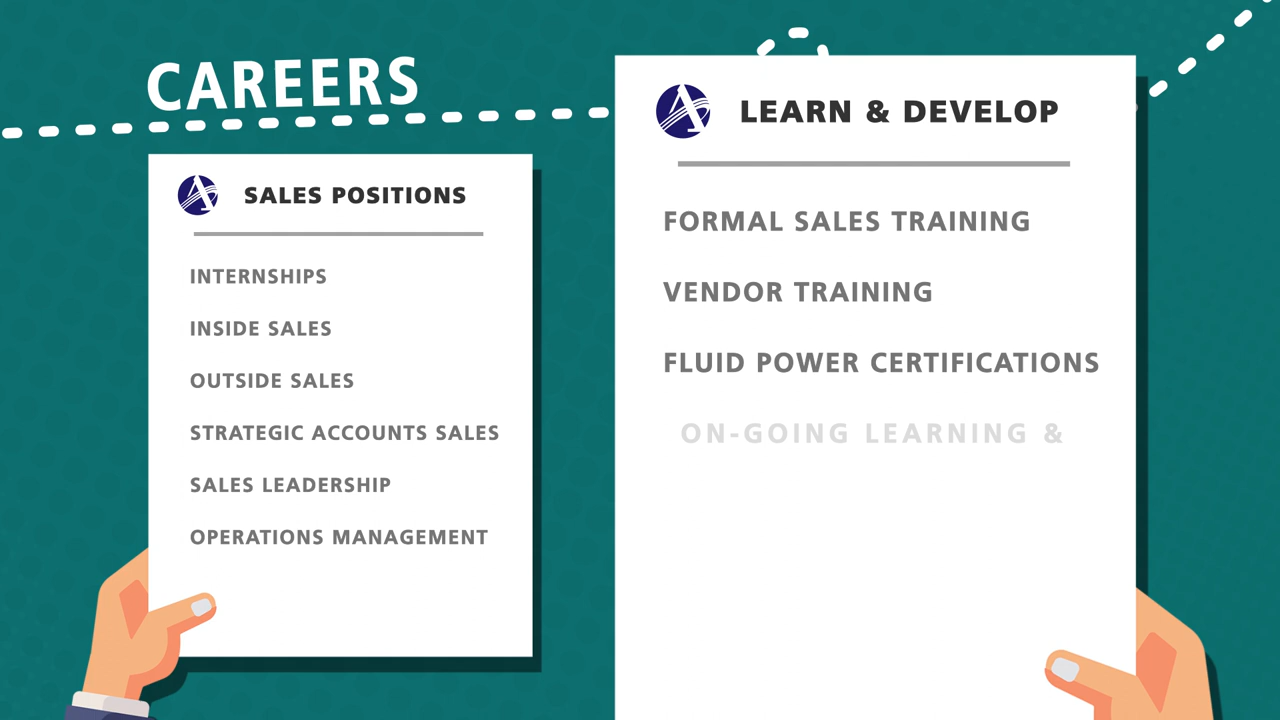 CAREERS
SALES POSITIONS
INTERNSHIPS
INSIDE SALES
OUTSIDE SALES
STRATEGIC ACCOUNTS SALES
SALES LEADERSHIP
OPERATIONS MANAGEMENT
LEARN & DEVELOP
FORMAL SALES TRAINING
VENDOR TRAINING
FLUID POWER CERTIFICATIONS
ON-GOING LEARNING &